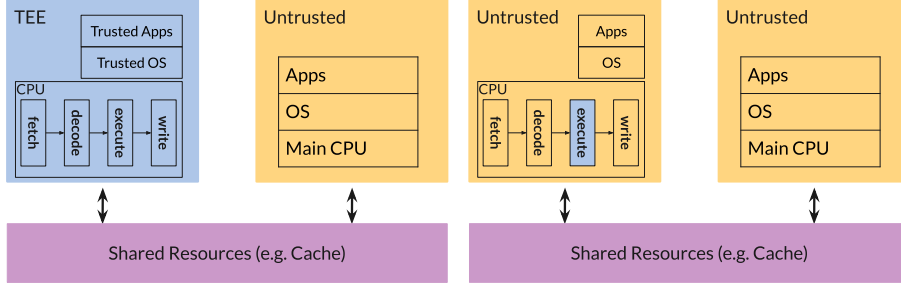 TEE
Trusted Apps
Trusted OS
CPU
fetch
decode
execute
write
Untrusted
Apps
OS
Main CPU
Shared Resources (e.g. Cache)
Untrusted
Apps
OS
CPU
fetch
decode
execute
write
Untrusted
Apps
OS
Main CPU
Shared Resources (e.g. Cache)